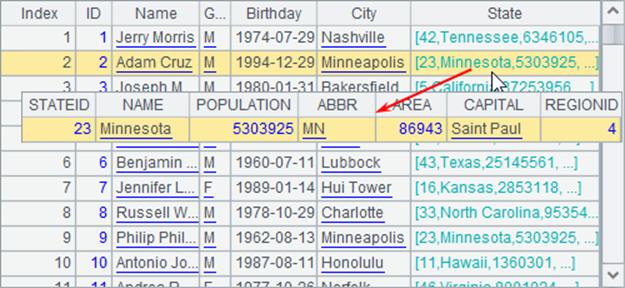 Index ID Name G... Birthday City State
1 1 Jerry Morris M 1974-07-29 Nashville [42,Tennessee,6346105,...
2 2 Adam Cruz M 1994-12-29 Minneapolis [23,Minnesota,5303925, ...]
3 3 Joseph M... M 1980-01-31 Bakersfield [5,California,37253956, ...]
STATEID NAME POPULATION ABBR AREA CAPITAL REGIONID
23 Minnesota 5303925 MN 86943 Saint Paul 4
6 6 Benjamin ... M 1960-07-11 Lubbock [43,Texas,25145561, ...]
7 7 Jennifer L... F 1989-01-14 Hui Tower [16,Kansas,2853118, ...]
8 8 Russell W... M 1978-10-29 Charlotte [33,North Carolina,95354...
9 9 Philip Phil... M 1962-08-13 Minneapolis [23,Minnesota,5303925, ...]
10 10 Antonio Jo... M 1987-08-11 Honolulu [11,Hawaii,1360301, ...]
11 11 Andrea R... F 1977-10-26 Norfolk [46,Virginia,8001024, ...]